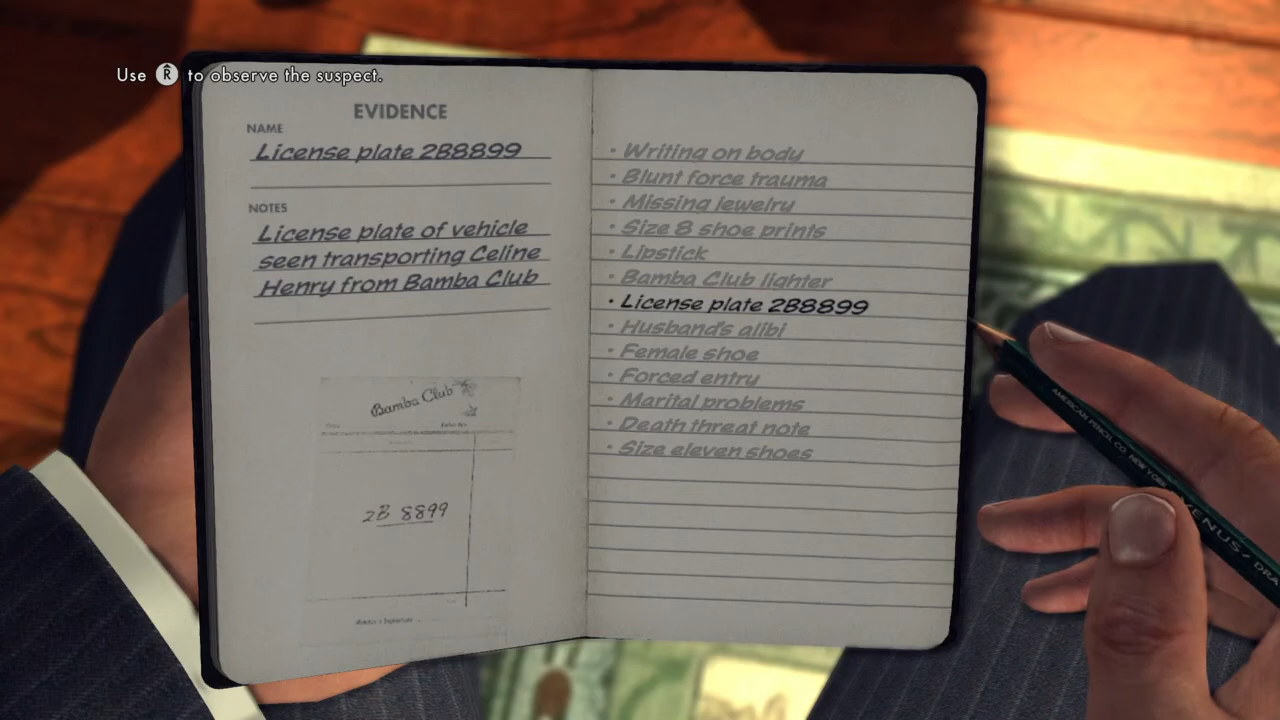 Use R to observe the suspect.
EVIDENCE
NAME
License plate 2B8899
NOTES
License plate of vehicle
seen transporting Celine
Henry from Bamba Club
Bamba Club
2B 8899
• Writing on body
• Blunt force trauma
• Missing jewelry
• Size 8 shoe prints
• Lipstick
• Bamba Club lighter
• License plate 2B8899
• Husband's alibi
• Female shoe
• Forced entry
• Marital problems
• Death threat note
• Size eleven shoes
AMERICAN PENCIL CO. NEW YORK VENUS